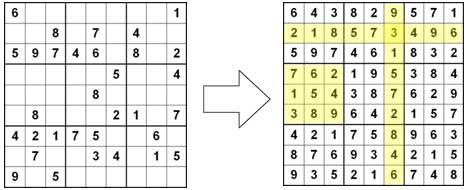 6 1
8 7 4
5 9 7 4 6 8 2
5 4
8
8 2 1 7
4 2 1 7 5 6
7 3 4 1 5
9 5
6 4 3 8 2 9 5 7 1
2 1 8 5 7 3 4 9 6
5 9 7 4 6 1 8 3 2
7 6 2 1 9 5 3 8 4
1 5 4 3 8 7 6 2 9
3 8 9 6 4 2 1 5 7
4 2 1 7 5 8 9 6 3
8 7 6 9 3 4 2 1 5
9 3 5 2 1 6 7 4 8